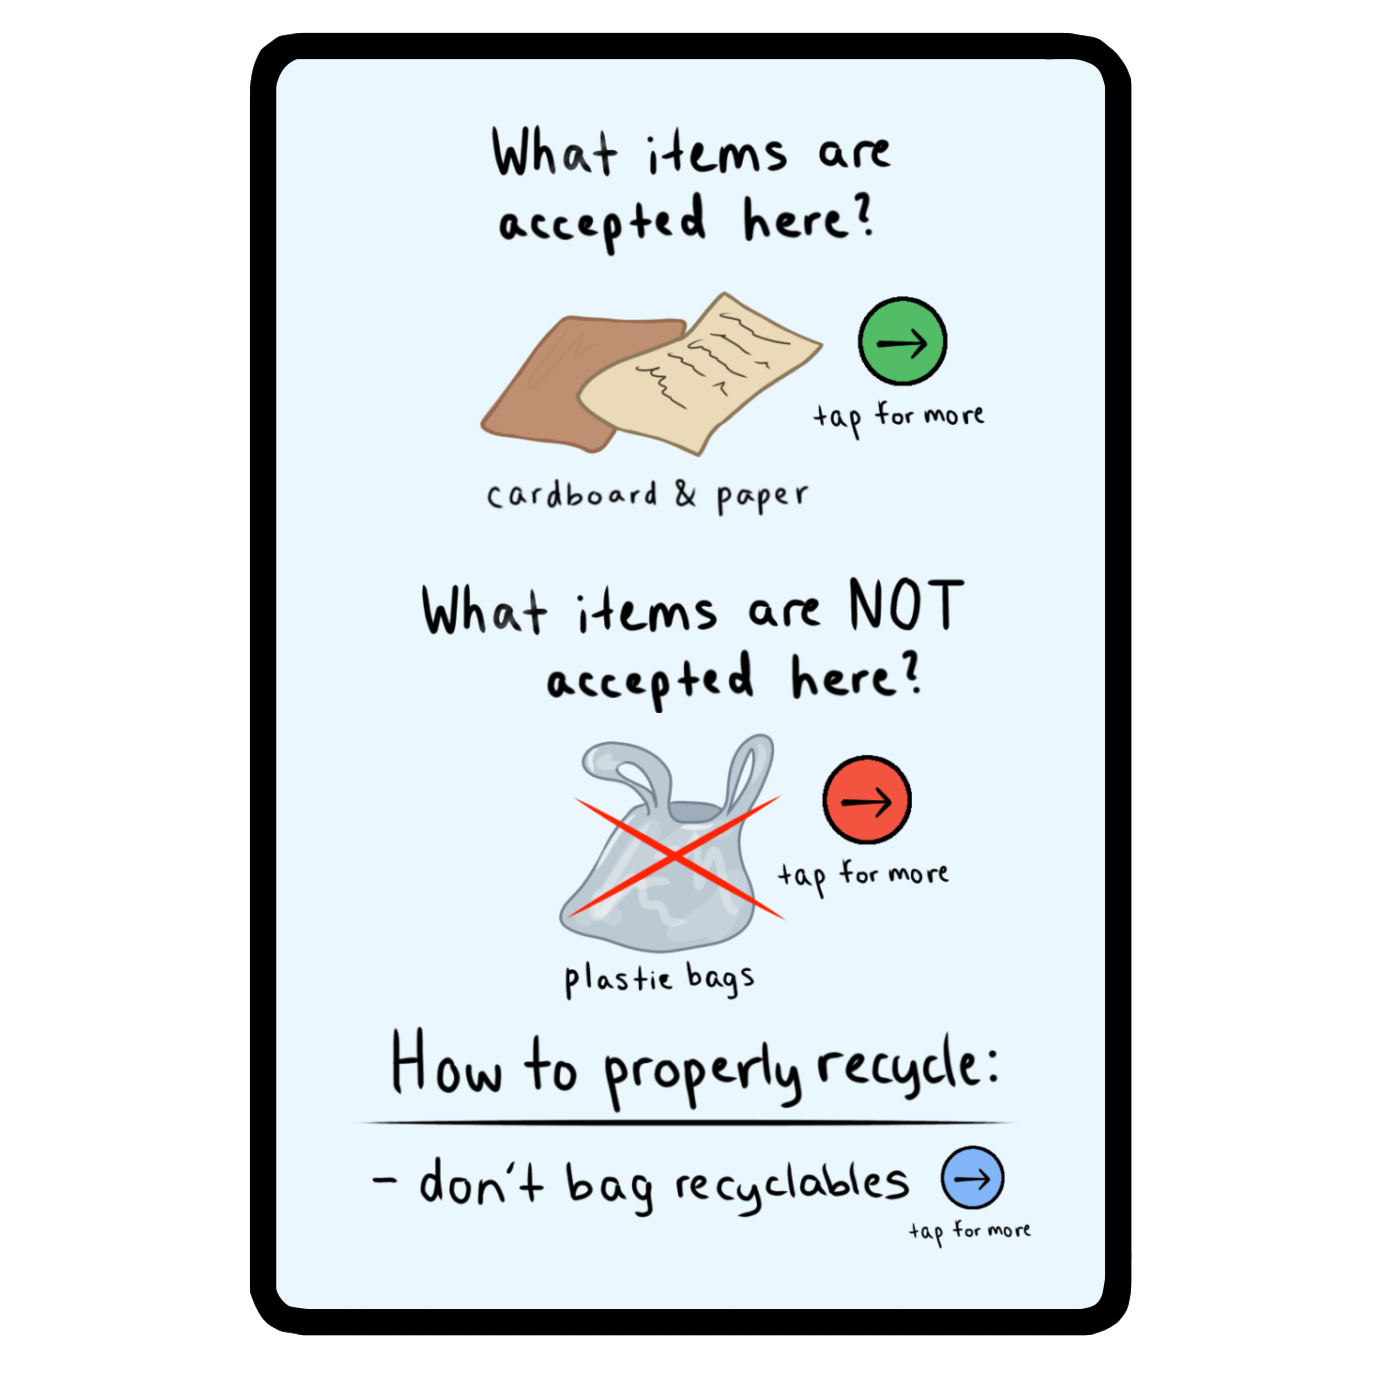 What items are
accepted here?
tap for more
cardboard & paper
What items are NOT
accepted here?
tap for more
plastic bags
How to properly recycle:
- don't bag recyclables
tap for more